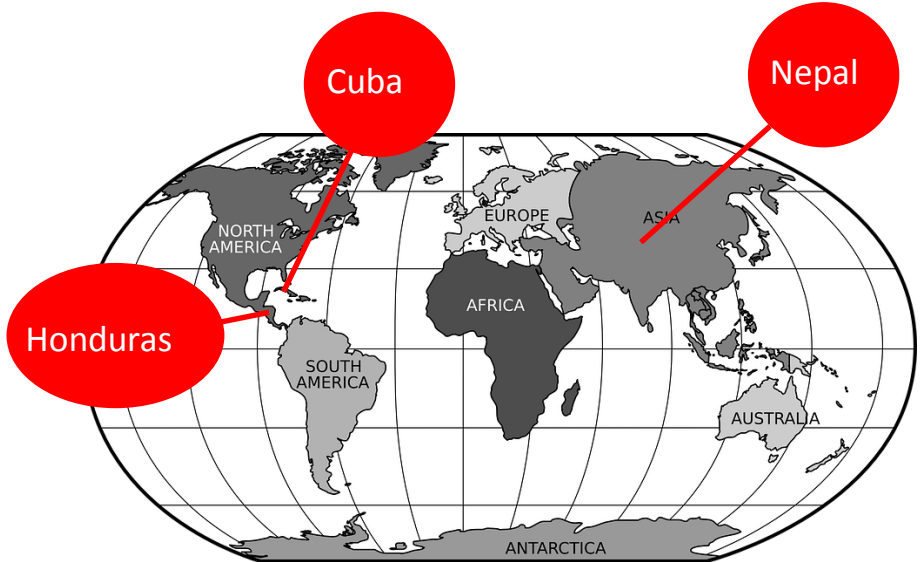 Cuba
Nepal
Honduras
NORTH
AMERICA
EUROPE
ASIA
AFRICA
SOUTH
AMERICA
AUSTRALIA
ANTARCTICA